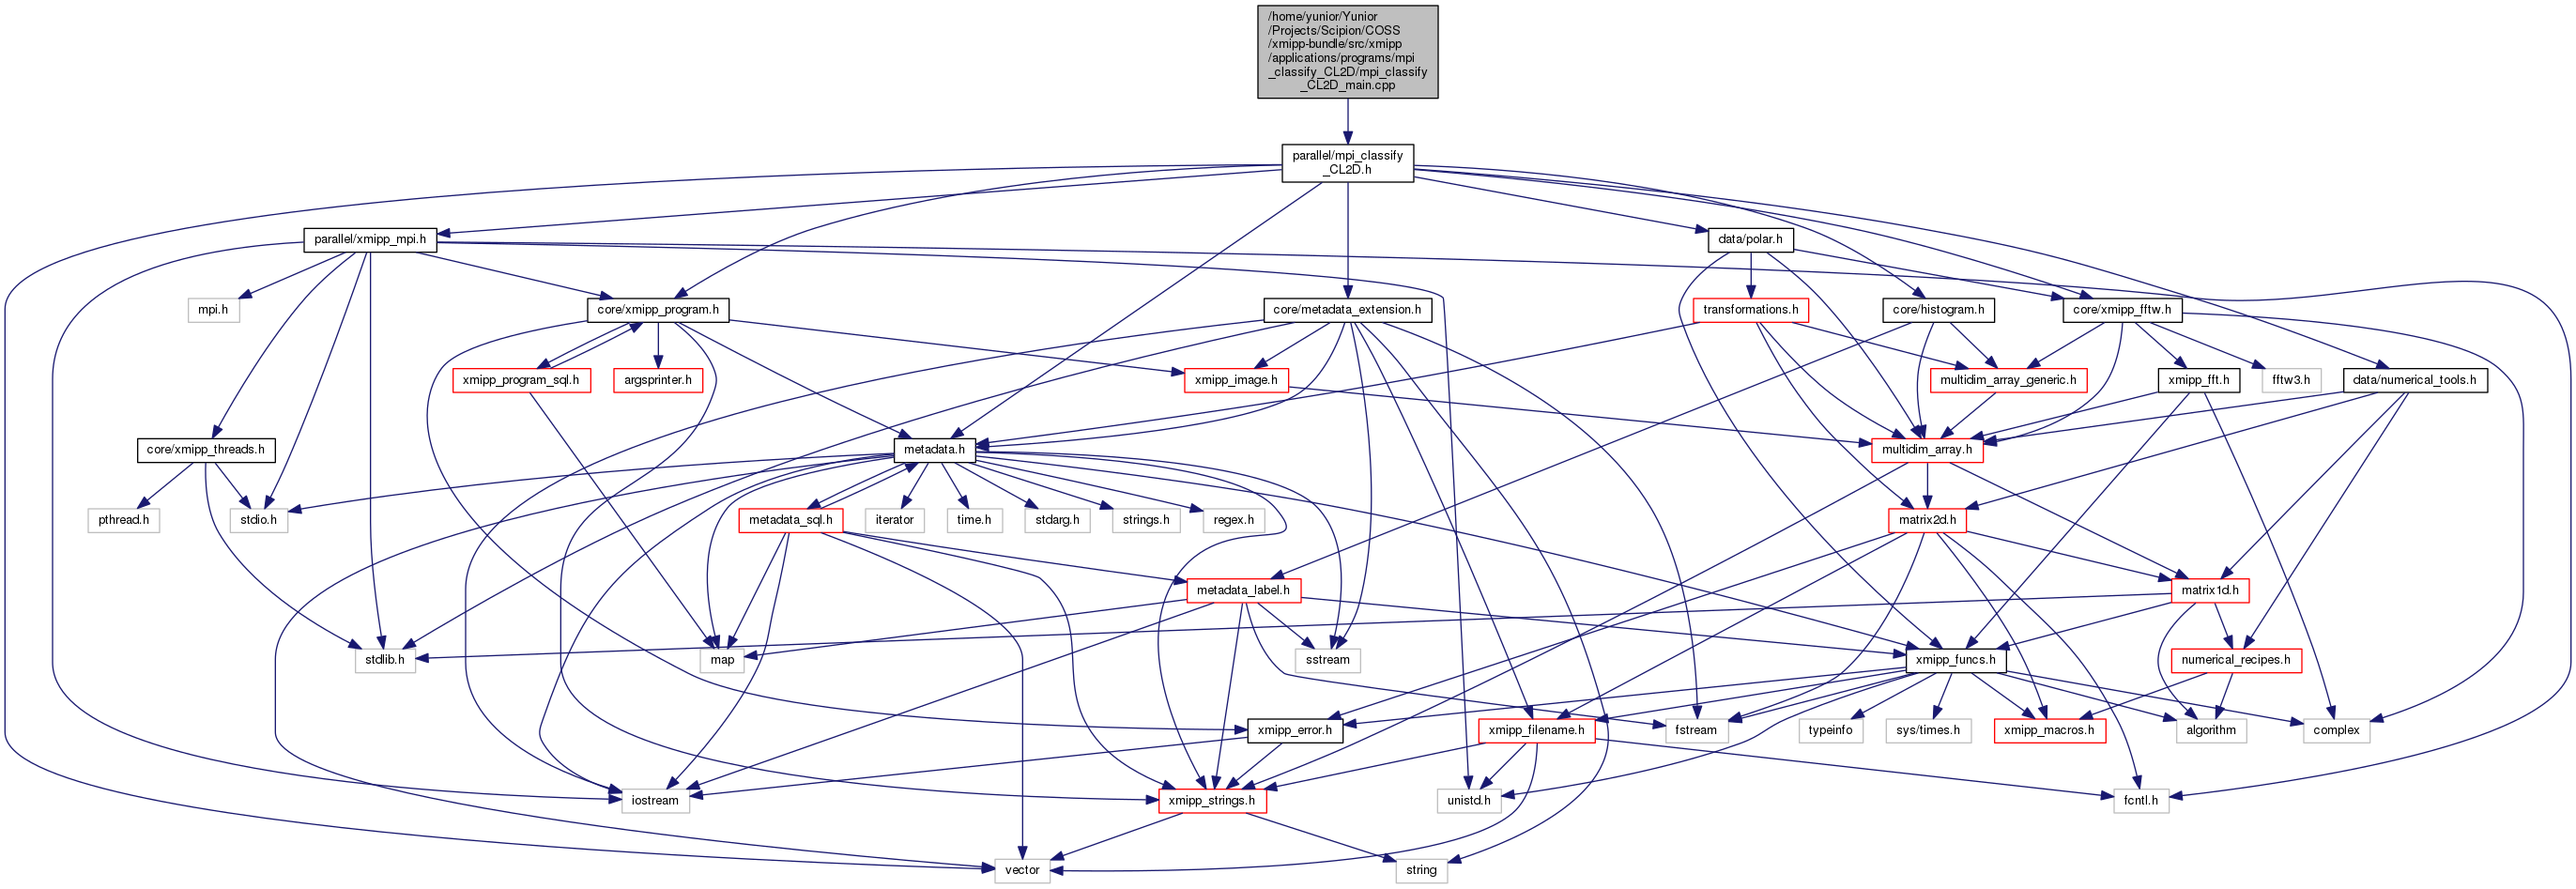 /home/yunior/Yunior
/Projects/Scipion/COSS
/xmipp-bundle/src/xmipp
/applications/programs/mpi
_classify_CL2D/mpi_classify
_CL2D_main.cpp
parallel/mpi_classify
_CL2D.h
parallel/xmipp_mpi.h
data/polar.h
mpi.h
core/xmipp_program.h
core/metadata_extension.h
transformations.h
core/histogram.h
core/xmipp_fftw.h
xmipp_program_sql.h
argsprinter.h
xmipp_image.h
multidim_array_generic.h
xmipp_fft.h
fftw3.h
data/numerical_tools.h
core/xmipp_threads.h
metadata.h
multidim_array.h
pthread.h
stdio.h
metadata_sql.h
iterator
time.h
stdarg.h
strings.h
regex.h
matrix2d.h
metadata_label.h
matrix1d.h
stdlib.h
map
sstream
xmipp_funcs.h
numerical_recipes.h
xmipp_error.h
xmipp_filename.h
fstream
typeinfo
sys/times.h
xmipp_macros.h
algorithm
complex
iostream
xmipp_strings.h
unistd.h
fcntl.h
vector
string